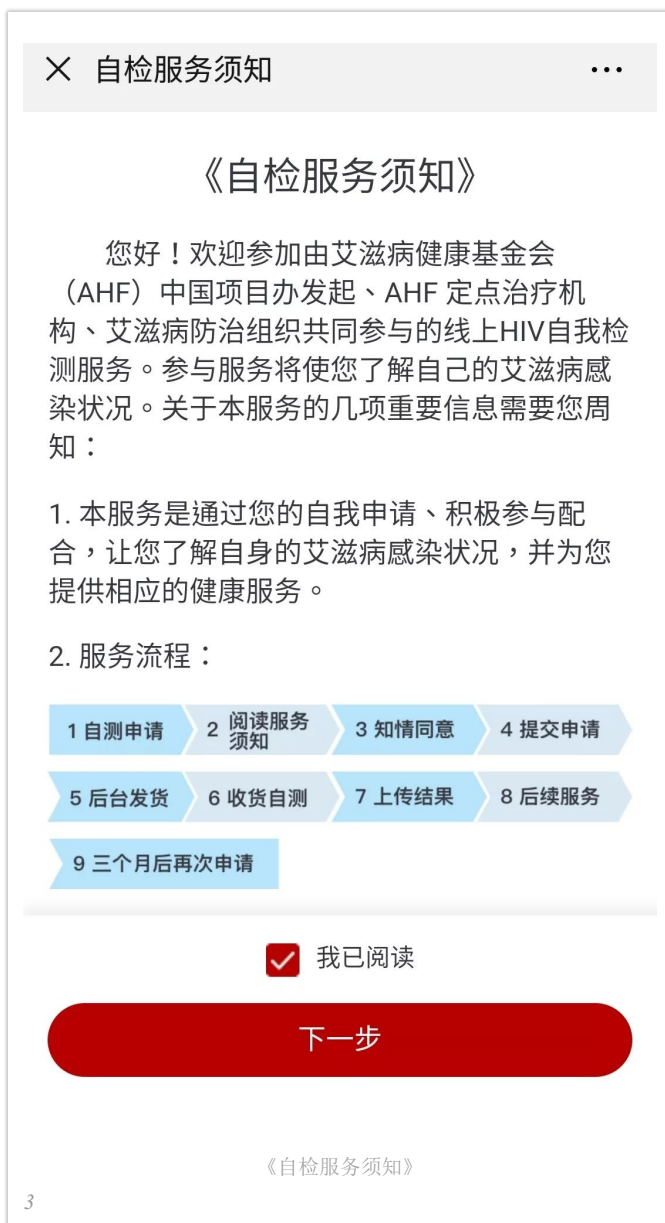 自检服务须知
...
《自检服务须知》
您好！欢迎参加由艾滋病健康基金会
（AHF）中国项目办发起、AHF 定点治疗机
构、艾滋病防治组织共同参与的线上HIV自我检
测服务。参与服务将使您了解自己的艾滋病感
染状况。关于本服务的几项重要信息需要您周
知：
1. 本服务是通过您的自我申请、积极参与配
合，让您了解自身的艾滋病感染状况，并为您
提供相应的健康服务。
2. 服务流程：
1 自测申请
2 阅读服务
须知
3 知情同意
4 提交申请
5 后台发货
6 收货自测
7 上传结果
8 后续服务
9 三个月后再次申请
我已阅读
下一步
《自检服务须知》
3